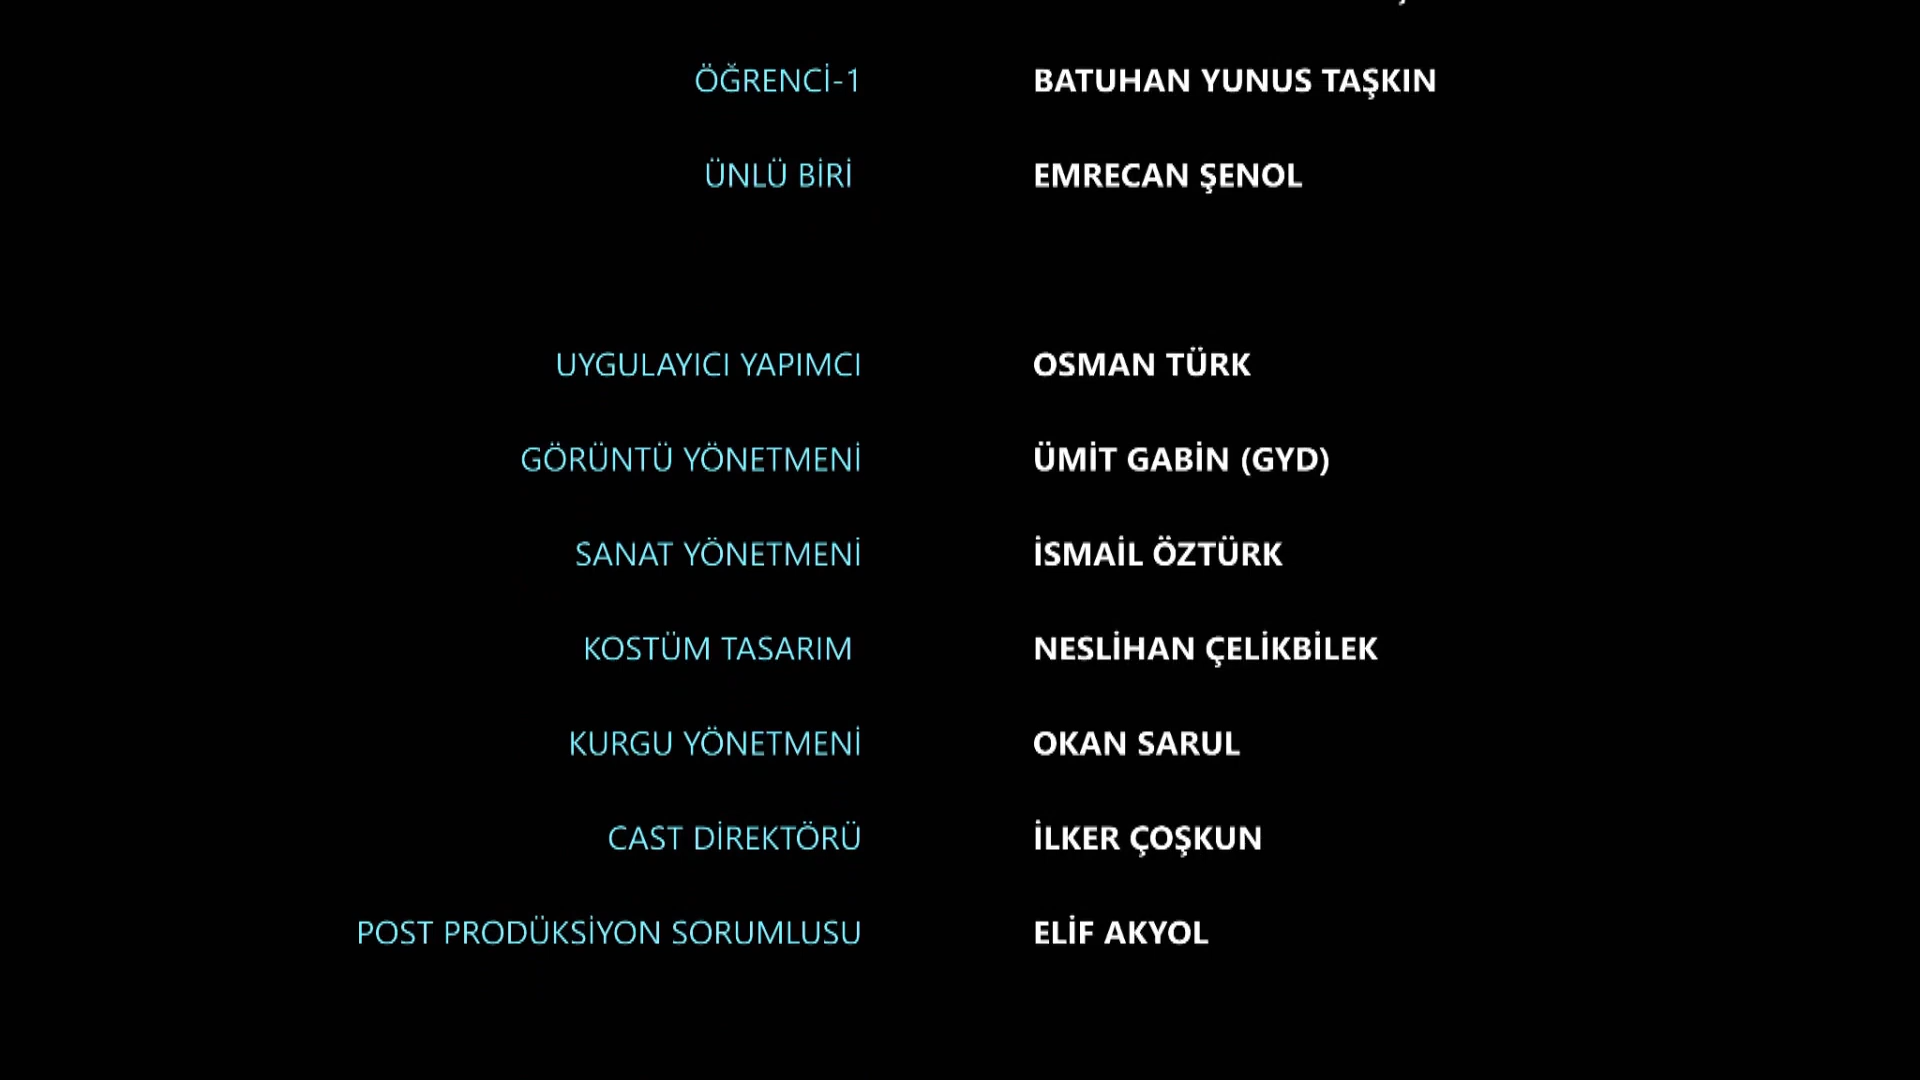 ÖĞRENCİ-1 BATUHAN YUNUS TAŞKIN
ÜNLÜ BİRİ EMRECAN ŞENOL
UYGULAYICI YAPIMCI OSMAN TÜRK
GÖRÜNTÜ YÖNETMENİ ÜMİT GABİN (GYD)
SANAT YÖNETMENİ İSMAİL ÖZTÜRK
KOSTÜM TASARIM NESLİHAN ÇELİKBİLEK
KURGU YÖNETMENİ OKAN SARUL
CAST DİREKTÖRÜ İLKER ÇOŞKUN
POST PRODÜKSİYON SORUMLUSU ELİF AKYOL